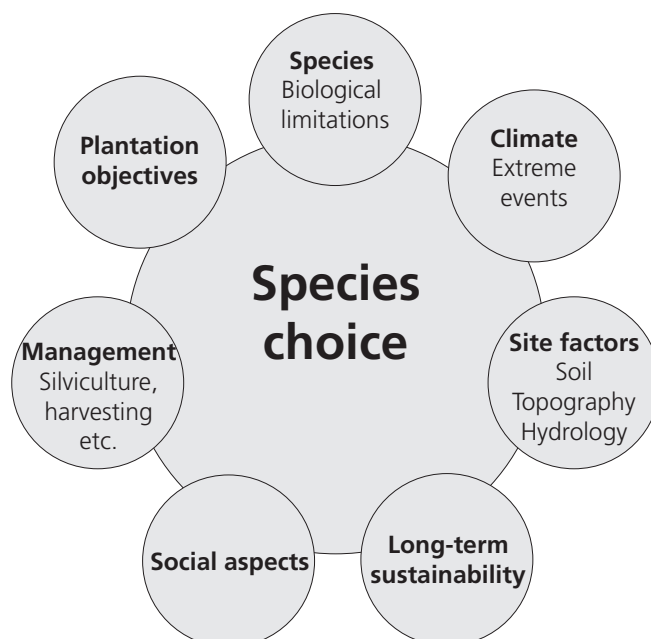 Species
Biological
limitations
Climate
Extreme
events
Site factors
Soil
Topography
Hydrology
Long-term
sustainability
Social aspects
Management
Silviculture,
harvesting
etc.
Plantation
objectives
Species
choice